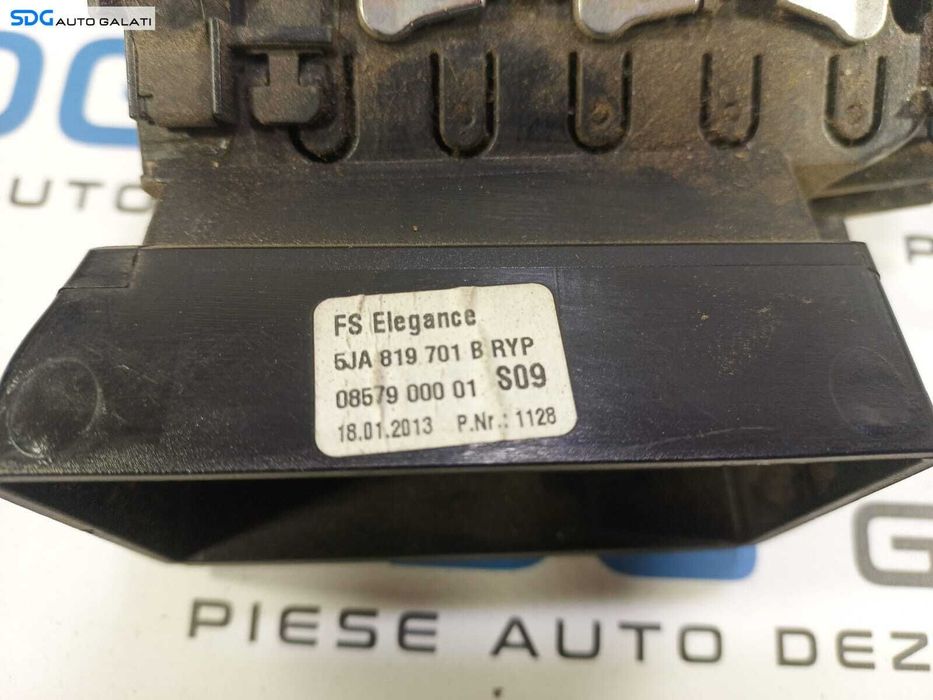 SDG AUTO GALATI
FS Elegance
5JA 819 701 B RYP
08579 000 01 S09
18.01.2013 P.Nr.: 1128
PIESE AUTO DEZ